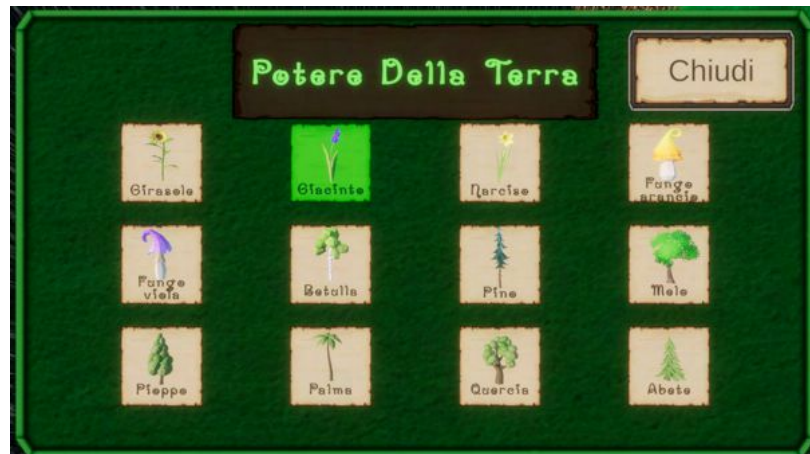 Potere Della Terra
Chiudi
Girasole
Giacinto
Narciso
Fungo
arancio
Fungo
viola
Betulla
Pino
Melo
Pioppo
Palma
Quercia
Abete